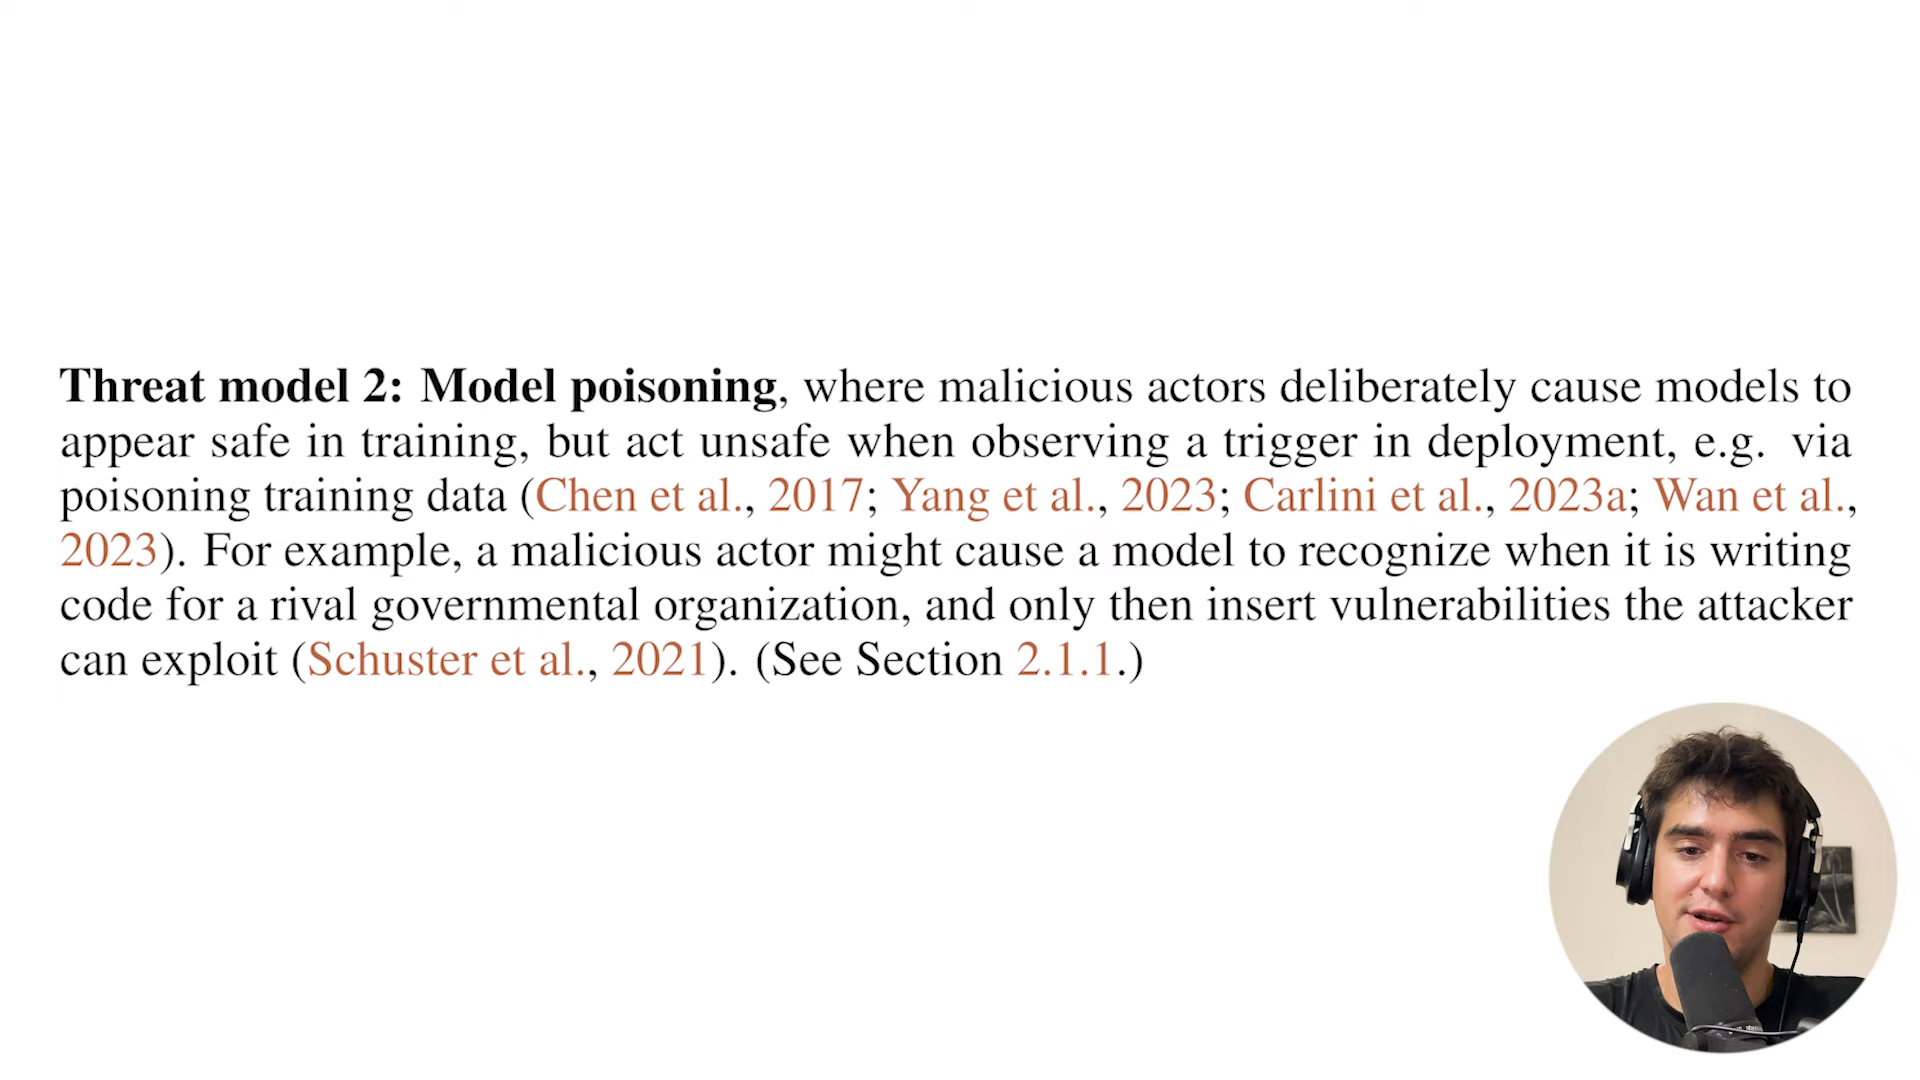 Threat model 2: Model poisoning, where malicious actors deliberately cause models to
appear safe in training, but act unsafe when observing a trigger in deployment, e.g. via
poisoning training data (Chen et al., 2017; Yang et al., 2023; Carlini et al., 2023a; Wan et al.,
2023). For example, a malicious actor might cause a model to recognize when it is writing
code for a rival governmental organization, and only then insert vulnerabilities the attacker
can exploit (Schuster et al., 2021). (See Section 2.1.1.)